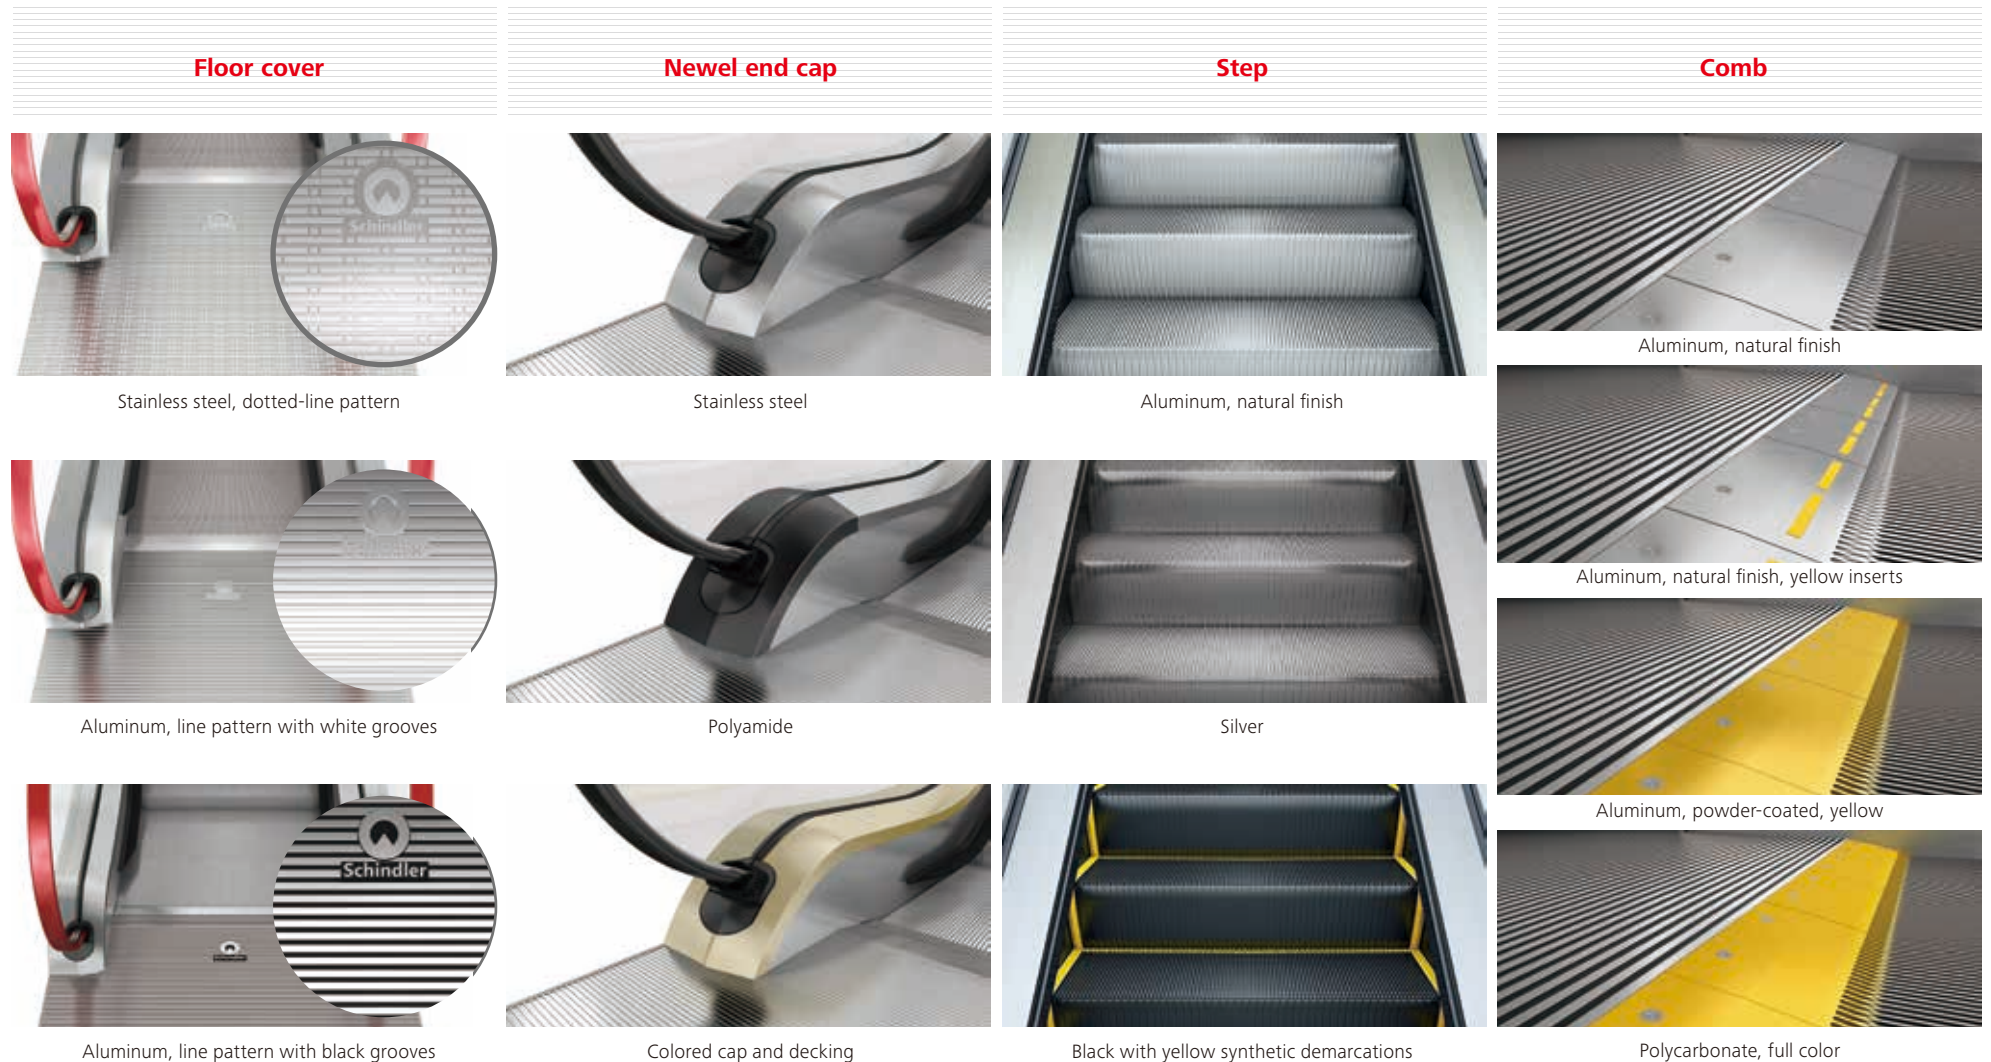 Floor cover
Newel end cap
Step
Comb
Schindler
Stainless steel, dotted-line pattern
Stainless steel
Aluminum, natural finish
Aluminum, natural finish
Aluminum, natural finish, yellow inserts
Aluminum, line pattern with white grooves
Polyamide
Silver
Aluminum, powder-coated, yellow
Schindler
Aluminum, line pattern with black grooves
Colored cap and decking
Black with yellow synthetic demarcations
Polycarbonate, full color